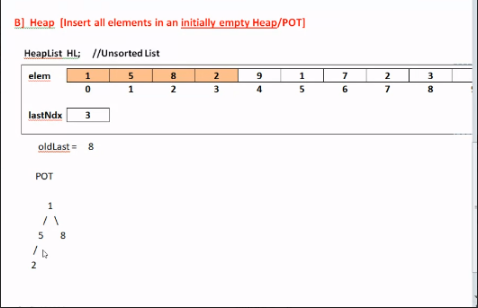 B] Heap [Insert all elements in an initially empty Heap/POT]
HeapList HL; //Unsorted List
elem 1 5 8 2 9 1 7 2 3
0 1 2 3 4 5 6 7 8
lastNdx 3
oldLast = 8
POT
1
/ \
5 8
/
2